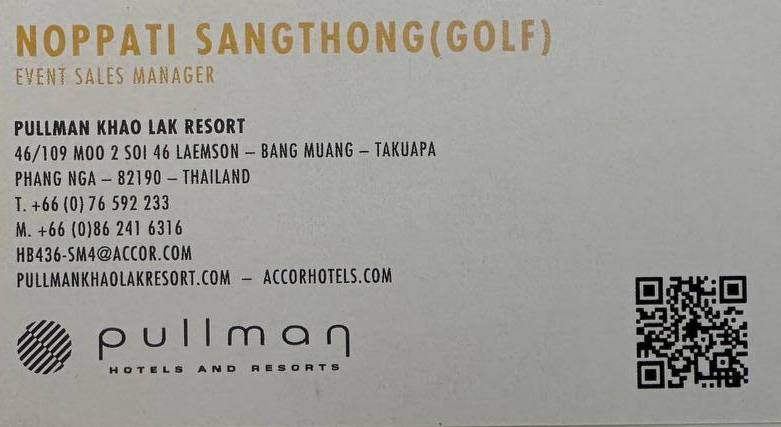 NOPPATI SANGTHONG(GOLF)
EVENT SALES MANAGER
PULLMAN KHAO LAK RESORT
46/109 MOO 2 SOI 46 LAEMSON – BANG MUANG – TAKUAPA
PHANG NGA – 82190 – THAILAND
T. +66 (0) 76 592 233
M. +66 (0)86 241 6316
HB436-SM4@ACCOR.COM
PULLMANKHAOLAKRESORT.COM – ACCORHOTELS.COM
pullman
HOTELS AND RESORTS